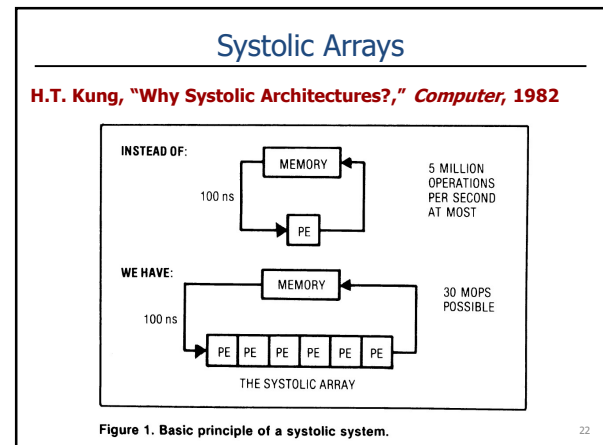 Systolic Arrays
H.T. Kung, “Why Systolic Architectures?,” Computer, 1982
INSTEAD OF:
MEMORY
100 ns
PE
5 MILLION
OPERATIONS
PER SECOND
AT MOST
WE HAVE:
MEMORY
100 ns
30 MOPS
POSSIBLE
PE PE PE PE PE PE
THE SYSTOLIC ARRAY
Figure 1. Basic principle of a systolic system.
22